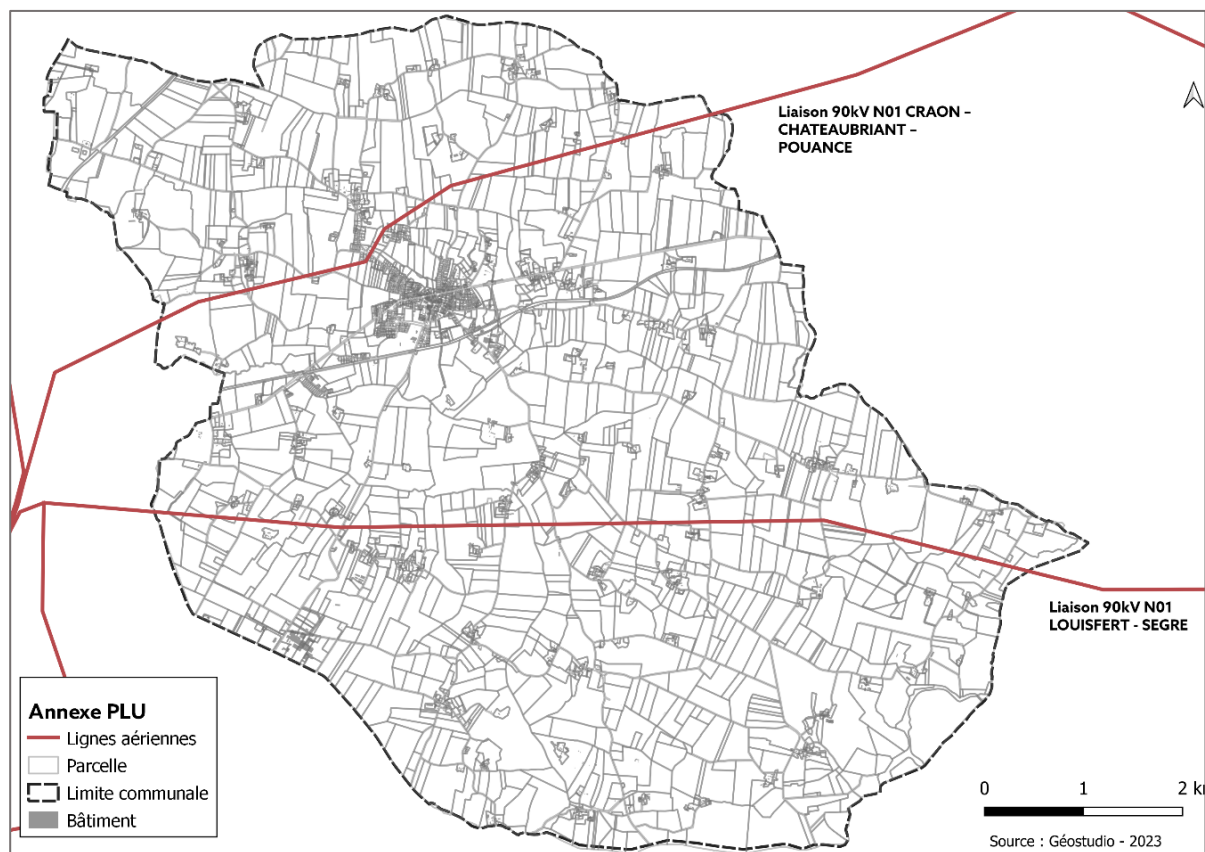 Liaison 90kV N01 CRAON –
CHATEAUBRIANT –
POUANCE
Liaison 90kV N01
LOUISFERT - SEGRE
Annexe PLU
Lignes aériennes
Parcelle
Limite communale
Bâtiment
0 1 2 km
Source : Géostudio - 2023